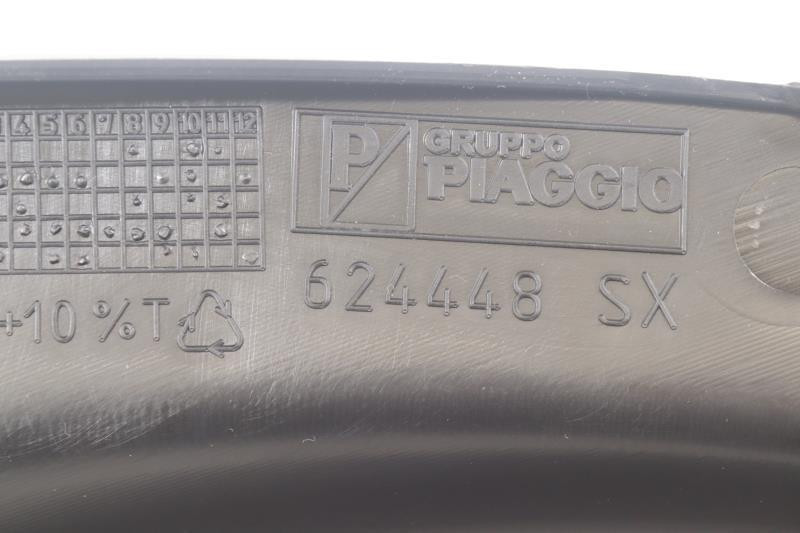 4 5 6 7 8 9 10 11 12
P
GRUPPO
PIAGGIO
624448 SX
+10 %T